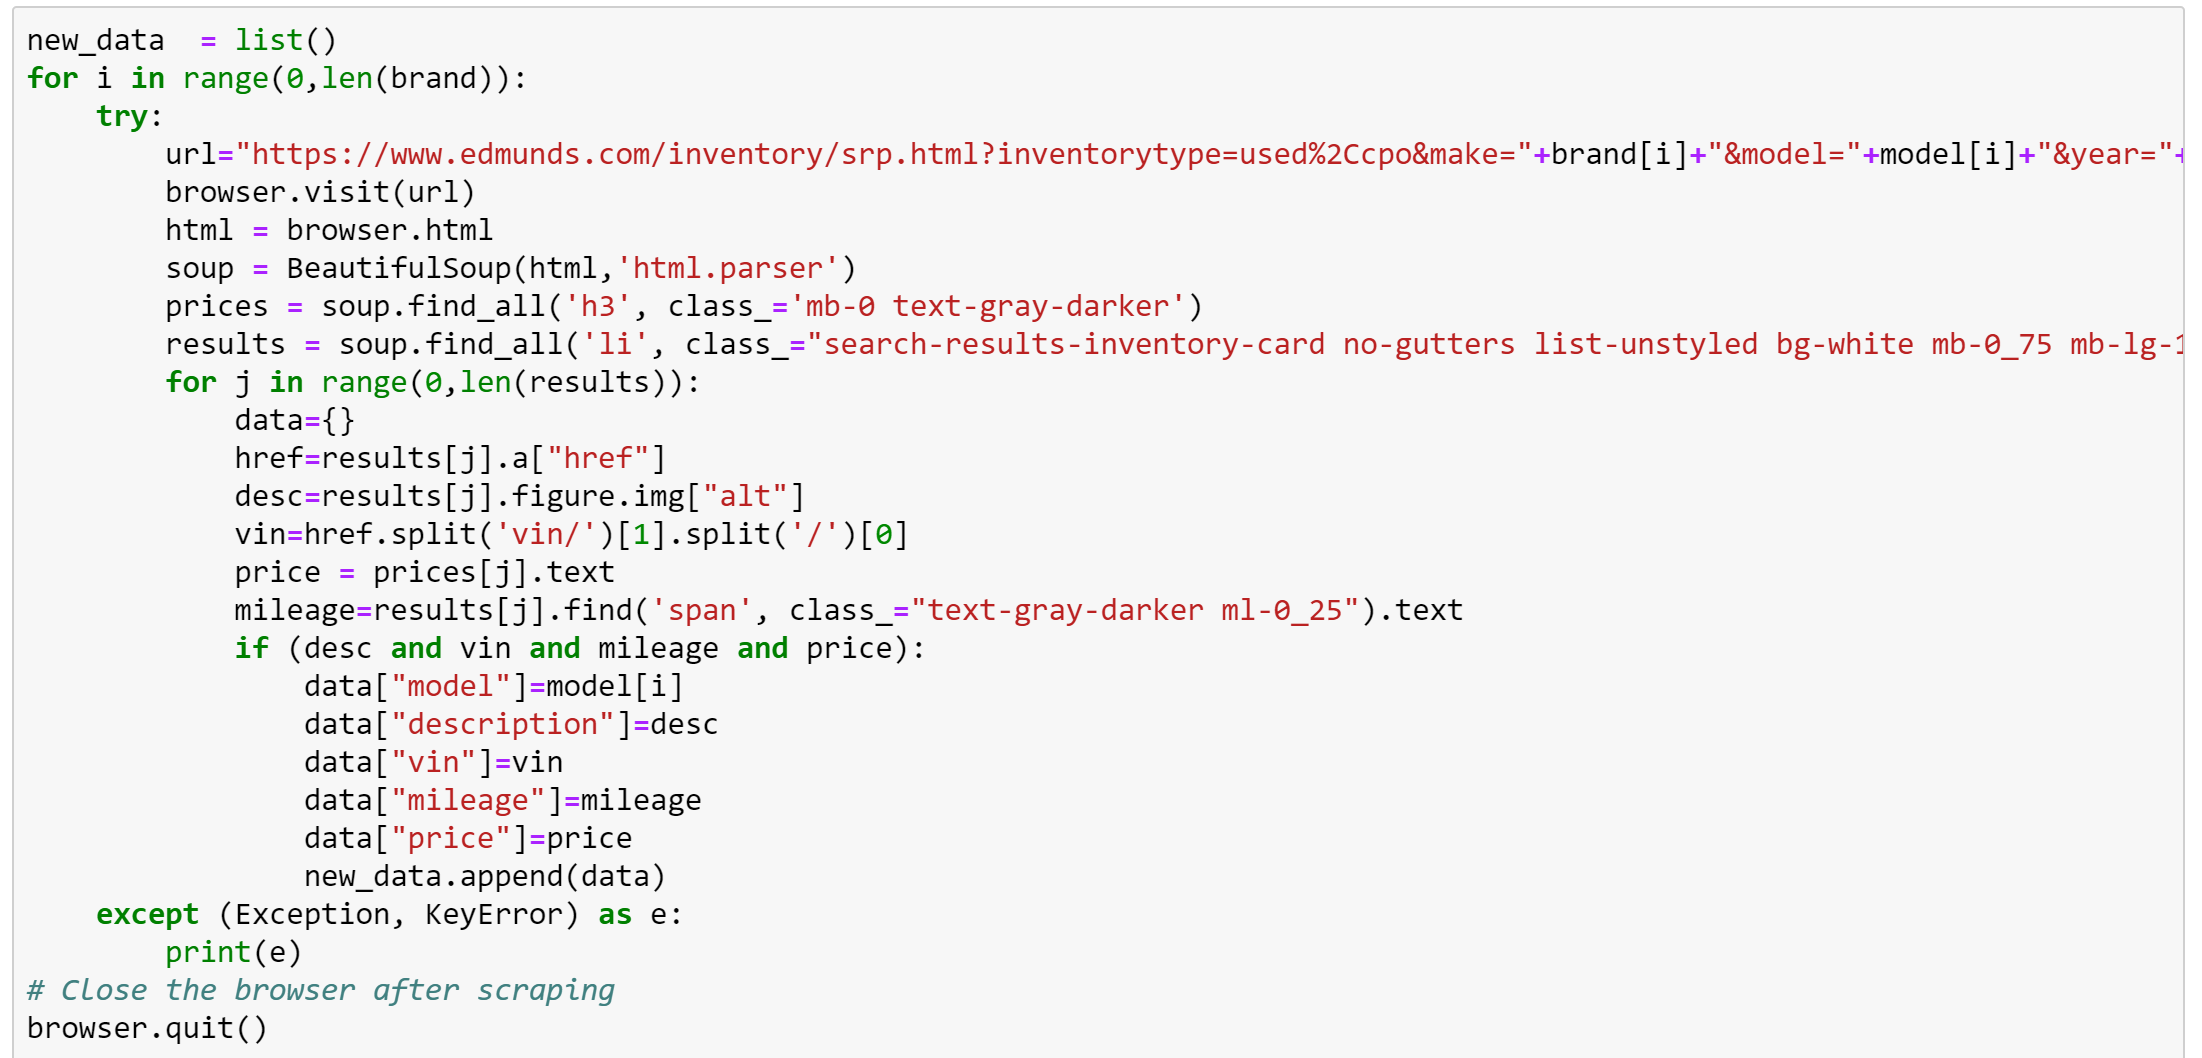 new_data  = list()
for i in range(0,len(brand)):
    try:
        url="https://www.edmunds.com/inventory/srp.html?inventorytype=used%2Ccpo&make="+brand[i]+"&model="+model[i]+"&year="+
        browser.visit(url)
        html = browser.html
        soup = BeautifulSoup(html,'html.parser')
        prices = soup.find_all('h3', class_='mb-0 text-gray-darker')
        results = soup.find_all('li', class_="search-results-inventory-card no-gutters list-unstyled bg-white mb-0_75 mb-lg-1
        for j in range(0,len(results)):
            data={}
            href=results[j].a["href"]
            desc=results[j].figure.img["alt"]
            vin=href.split('vin/')[1].split('/')[0]
            price = prices[j].text
            mileage=results[j].find('span', class_="text-gray-darker ml-0_25").text
            if (desc and vin and mileage and price):
                data["model"]=model[i]
                data["description"]=desc
                data["vin"]=vin
                data["mileage"]=mileage
                data["price"]=price
                new_data.append(data)
    except (Exception, KeyError) as e:
        print(e)
# Close the browser after scraping
browser.quit()